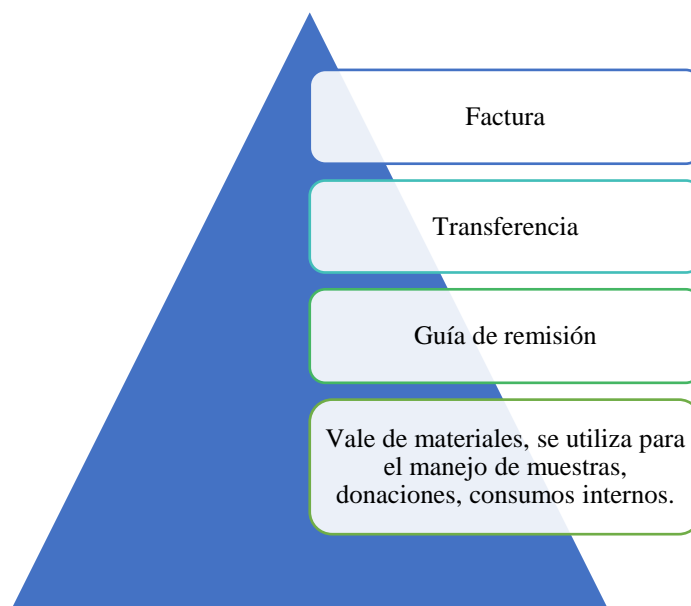 Factura
Transferencia
Guía de remisión
Vale de materiales, se utiliza para
el manejo de muestras,
donaciones, consumos internos.